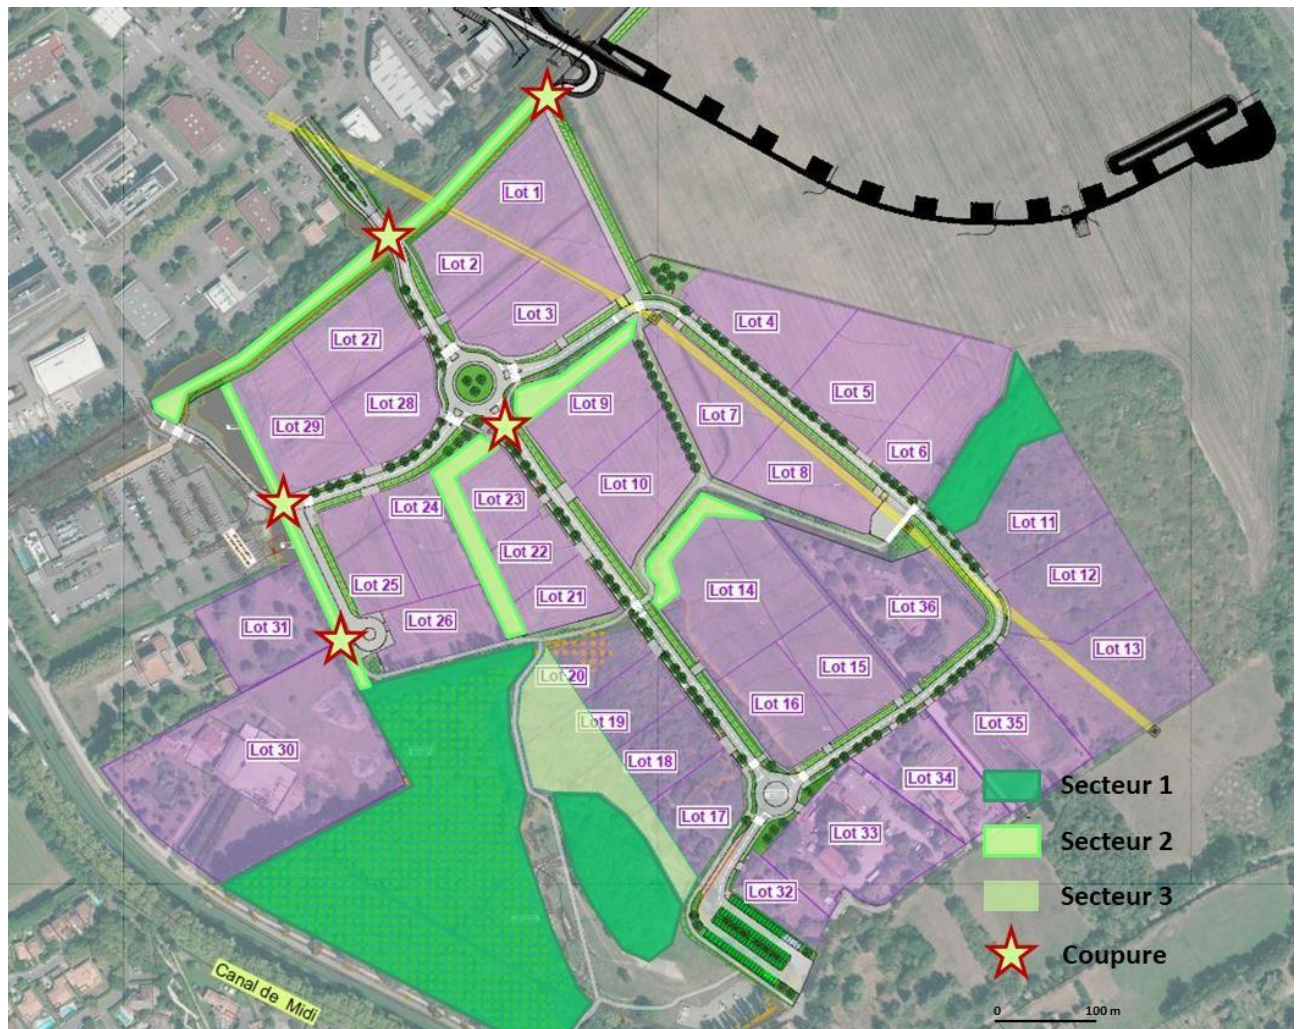 Lot 1
Lot 2
Lot 3
Lot 4
Lot 27
Lot 5
Lot 28
Lot 9
Lot 7
Lot 29
Lot 6
Lot 8
Lot 10
Lot 23
Lot 24
Lot 11
Lot 22
Lot 12
Lot 25
Lot 14
Lot 21
Lot 36
Lot 26
Lot 31
Lot 13
Lot 15
Lot 20
Lot 16
Lot 19
Lot 35
Lot 30
Lot 18
Lot 34
Lot 17
Lot 33
Lot 32
Secteur 1
Secteur 2
Secteur 3
Coupure
Canal de Midi
0 100 m